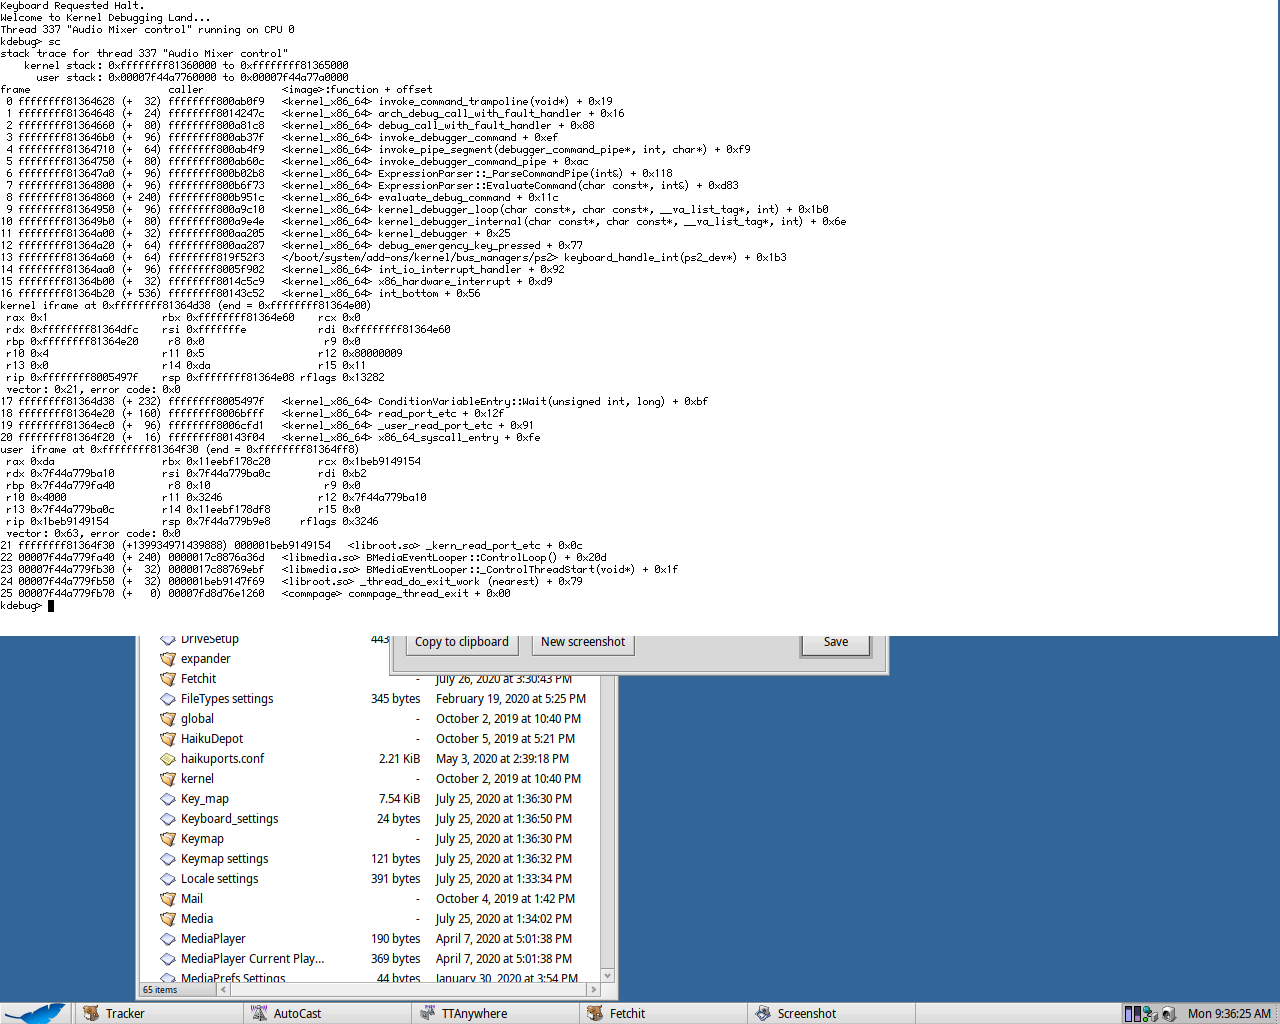 Keyboard Requested Halt.
Welcome to Kernel Debugging Land...
Thread 337 "Audio Mixer control" running on CPU 0
kdebug> sc
stack trace for thread 337 "Audio Mixer control"
    kernel stack: 0xffffffff81360000 to 0xffffffff81365000
      user stack: 0x00007f44a7760000 to 0x00007f44a77a0000
frame                       caller             <image>:function + offset
 0 ffffffff81364628 (+  32) ffffffff800ab0f9   <kernel_x86_64> invoke_command_trampoline(void*) + 0x19
 1 ffffffff81364648 (+  24) ffffffff8014247c   <kernel_x86_64> arch_debug_call_with_fault_handler + 0x16
 2 ffffffff81364660 (+  80) ffffffff800a81c8   <kernel_x86_64> debug_call_with_fault_handler + 0x88
 3 ffffffff813646b0 (+  96) ffffffff800ab37f   <kernel_x86_64> invoke_debugger_command + 0xef
 4 ffffffff81364710 (+  64) ffffffff800ab4f9   <kernel_x86_64> invoke_pipe_segment(debugger_command_pipe*, int, char*) + 0xf9
 5 ffffffff81364750 (+  80) ffffffff800ab60c   <kernel_x86_64> invoke_debugger_command_pipe + 0xac
 6 ffffffff813647a0 (+  96) ffffffff800b02b8   <kernel_x86_64> ExpressionParser::_ParseCommandPipe(int&) + 0x118
 7 ffffffff81364800 (+  96) ffffffff800b6f73   <kernel_x86_64> ExpressionParser::EvaluateCommand(char const*, int&) + 0xd83
 8 ffffffff81364860 (+ 240) ffffffff800b951c   <kernel_x86_64> evaluate_debug_command + 0x11c
 9 ffffffff81364950 (+  96) ffffffff800a9c10   <kernel_x86_64> kernel_debugger_loop(char const*, char const*, __va_list_tag*, int) + 0x1b0
10 ffffffff813649b0 (+  80) ffffffff800a9e4e   <kernel_x86_64> kernel_debugger_internal(char const*, char const*, __va_list_tag*, int) + 0x6e
11 ffffffff81364a00 (+  32) ffffffff800aa205   <kernel_x86_64> kernel_debugger + 0x25
12 ffffffff81364a20 (+  64) ffffffff800aa287   <kernel_x86_64> debug_emergency_key_pressed + 0x77
13 ffffffff81364a60 (+  64) ffffffff819f52f3   </boot/system/add-ons/kernel/bus_managers/ps2> keyboard_handle_int(ps2_dev*) + 0x1b3
14 ffffffff81364aa0 (+  96) ffffffff8005f902   <kernel_x86_64> int_io_interrupt_handler + 0x92
15 ffffffff81364b00 (+  32) ffffffff8014c5c9   <kernel_x86_64> x86_hardware_interrupt + 0xd9
16 ffffffff81364b20 (+ 536) ffffffff80143c52   <kernel_x86_64> int_bottom + 0x56
kernel iframe at 0xffffffff81364d38 (end = 0xffffffff81364e00)
 rax 0x1                  rbx 0xffffffff81364e60    rcx 0x0
 rdx 0xffffffff81364dfc   rsi 0xfffffffe            rdi 0xffffffff81364e60
 rbp 0xffffffff81364e20    r8 0x0                    r9 0x0
 r10 0x4                  r11 0x5                   r12 0x80000009
 r13 0x0                  r14 0xda                  r15 0x11
 rip 0xffffffff8005497f   rsp 0xffffffff81364e08 rflags 0x13282
 vector: 0x21, error code: 0x0
17 ffffffff81364d38 (+ 232) ffffffff8005497f   <kernel_x86_64> ConditionVariableEntry::Wait(unsigned int, long) + 0xbf
18 ffffffff81364e20 (+ 160) ffffffff8006bfff   <kernel_x86_64> read_port_etc + 0x12f
19 ffffffff81364ec0 (+  96) ffffffff8006cfd1   <kernel_x86_64> _user_read_port_etc + 0x91
20 ffffffff81364f20 (+  16) ffffffff80143f04   <kernel_x86_64> x86_64_syscall_entry + 0xfe
user iframe at 0xffffffff81364f30 (end = 0xffffffff81364ff8)
 rax 0xda                 rbx 0x11eebf178c20        rcx 0x1beb9149154
 rdx 0x7f44a779ba10       rsi 0x7f44a779ba0c        rdi 0xb2
 rbp 0x7f44a779fa40        r8 0x10                   r9 0x0
 r10 0x4000               r11 0x3246                r12 0x7f44a779ba10
 r13 0x7f44a779ba0c       r14 0x11eebf178df8        r15 0x0
 rip 0x1beb9149154        rsp 0x7f44a779b9e8     rflags 0x3246
 vector: 0x63, error code: 0x0
21 ffffffff81364f30 (+139934971439888) 000001beb9149154   <libroot.so> _kern_read_port_etc + 0x0c
22 00007f44a779fa40 (+ 240) 0000017c8876a36d   <libmedia.so> BMediaEventLooper::ControlLoop() + 0x20d
23 00007f44a779fb30 (+  32) 0000017c88769ebf   <libmedia.so> BMediaEventLooper::_ControlThreadStart(void*) + 0x1f
24 00007f44a779fb50 (+  32) 000001beb9147f69   <libroot.so> _thread_do_exit_work (nearest) + 0x79
25 00007f44a779fb70 (+   0) 00007fd8d76e1260   <commpage> commpage_thread_exit + 0x00
kdebug>
Copy to clipboard New screenshot Save
DriveSetup 443
expander
Fetchit - July 26, 2020 at 3:30:43 PM
FileTypes settings 345 bytes February 19, 2020 at 5:25 PM
global - October 2, 2019 at 10:40 PM
HaikuDepot - October 5, 2019 at 5:21 PM
haikuports.conf 2.21 KiB May 3, 2020 at 2:39:18 PM
kernel - October 2, 2019 at 10:40 PM
Key_map 7.54 KiB July 25, 2020 at 1:36:30 PM
Keyboard_settings 24 bytes July 25, 2020 at 1:36:50 PM
Keymap - July 25, 2020 at 1:36:30 PM
Keymap settings 121 bytes July 25, 2020 at 1:36:32 PM
Locale settings 391 bytes July 25, 2020 at 1:33:34 PM
Mail - October 4, 2019 at 1:42 PM
Media - July 25, 2020 at 1:34:02 PM
MediaPlayer 190 bytes April 7, 2020 at 5:01:38 PM
MediaPlayer Current Play... 369 bytes April 7, 2020 at 5:01:38 PM
MediaPrefs Settings 44 bytes January 30, 2020 at 3:54 PM
65 items
Tracker AutoCast TTAnywhere Fetchit Screenshot Mon 9:36:25 AM